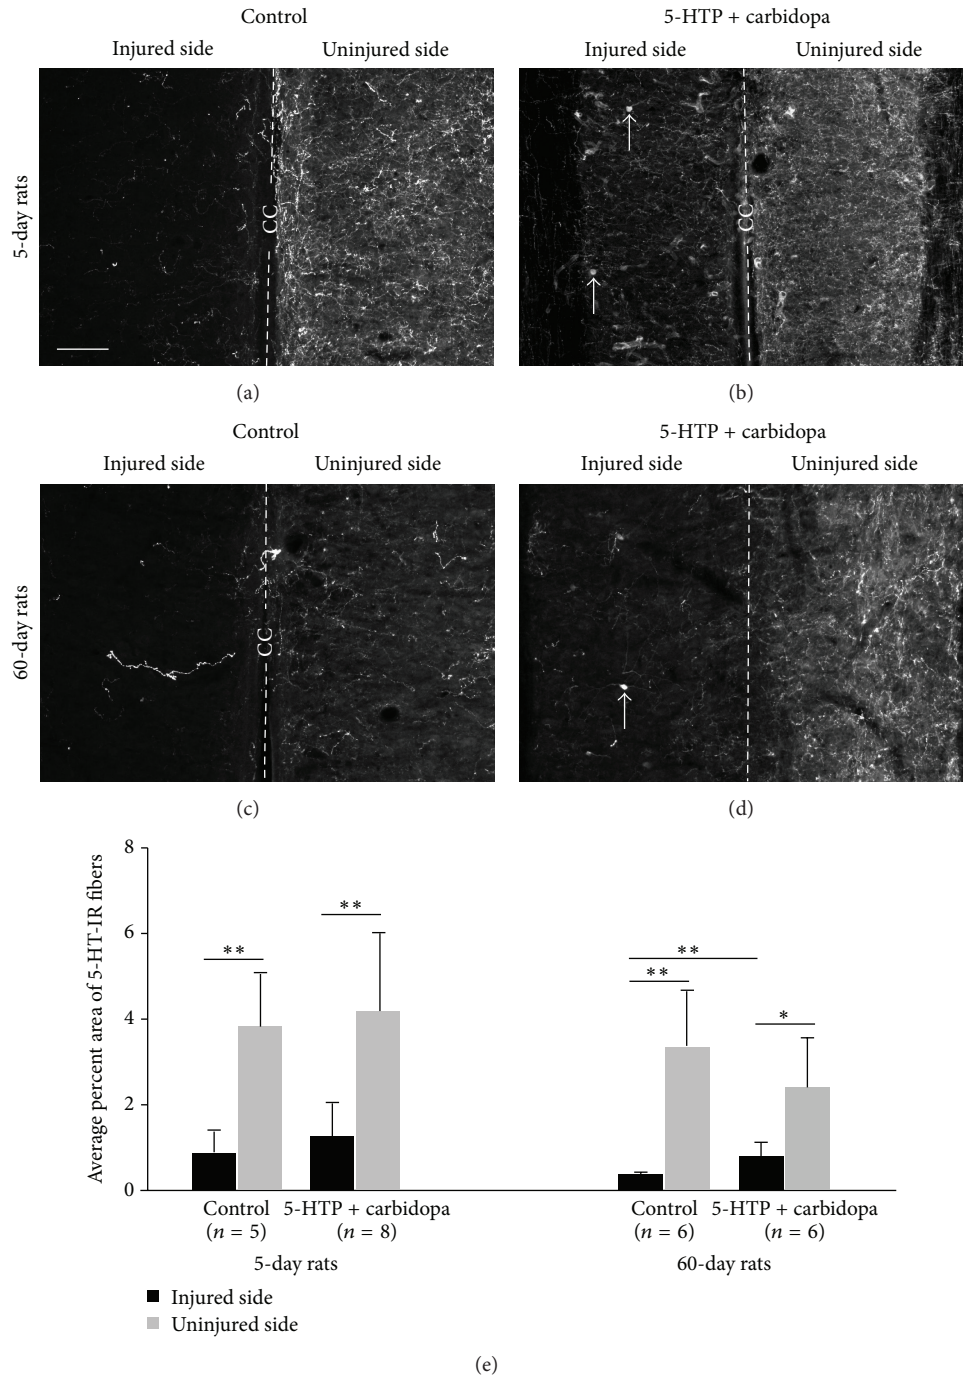 Control
5-HTP + carbidopa
Injured side
Uninjured side
Injured side
Uninjured side
5-day rats
CC
CC
(a)
(b)
Control
5-HTP + carbidopa
Injured side
Uninjured side
Injured side
Uninjured side
60-day rats
CC
(c)
(d)
Average percent area of 5-HT-IR fibers
8
6
4
2
0
**
**
**
**
*
Control
(n = 5)
5-HTP + carbidopa
(n = 8)
Control
(n = 6)
5-HTP + carbidopa
(n = 6)
5-day rats
60-day rats
Injured side
Uninjured side
(e)